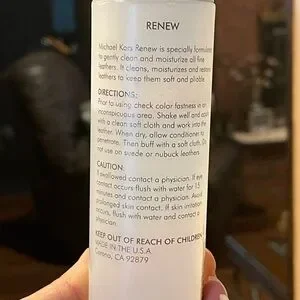 RENEW
Michael Kors Renew is specially formulated
to gently clean and moisturize all fine
leathers. It cleans, moisturizes and restores
leathers to keep them soft and pliable.
DIRECTIONS:
Prior to using check color fastness in an
inconspicuous area. Shake well and apply
with a clean soft cloth and work into the
leather. When dry, allow conditioner to
penetrate. Then buff with a soft cloth. Do
not use on suede or nubuck leathers.
CAUTION:
If swallowed contact a physician. If eye
contact occurs flush with water for 15
minutes and contact a physician. Avoid
prolonged skin contact. If skin irritation
occurs, flush with water and contact a
physician.
KEEP OUT OF REACH OF CHILDREN
MADE IN THE U.S.A
Cerritos, CA 92879